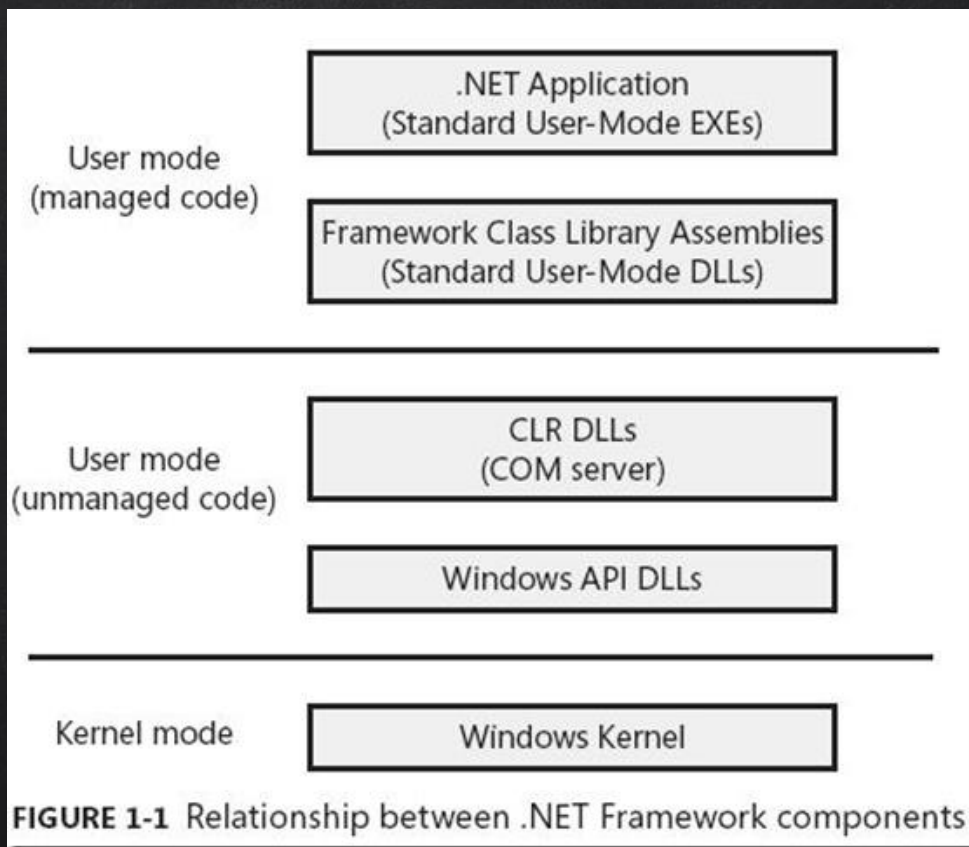 .NET Application
(Standard User-Mode EXEs)
User mode
(managed code)
Framework Class Library Assemblies
(Standard User-Mode DLLs)
CLR DLLs
(COM server)
User mode
(unmanaged code)
Windows API DLLs
Kernel mode
Windows Kernel
FIGURE 1-1 Relationship between .NET Framework components